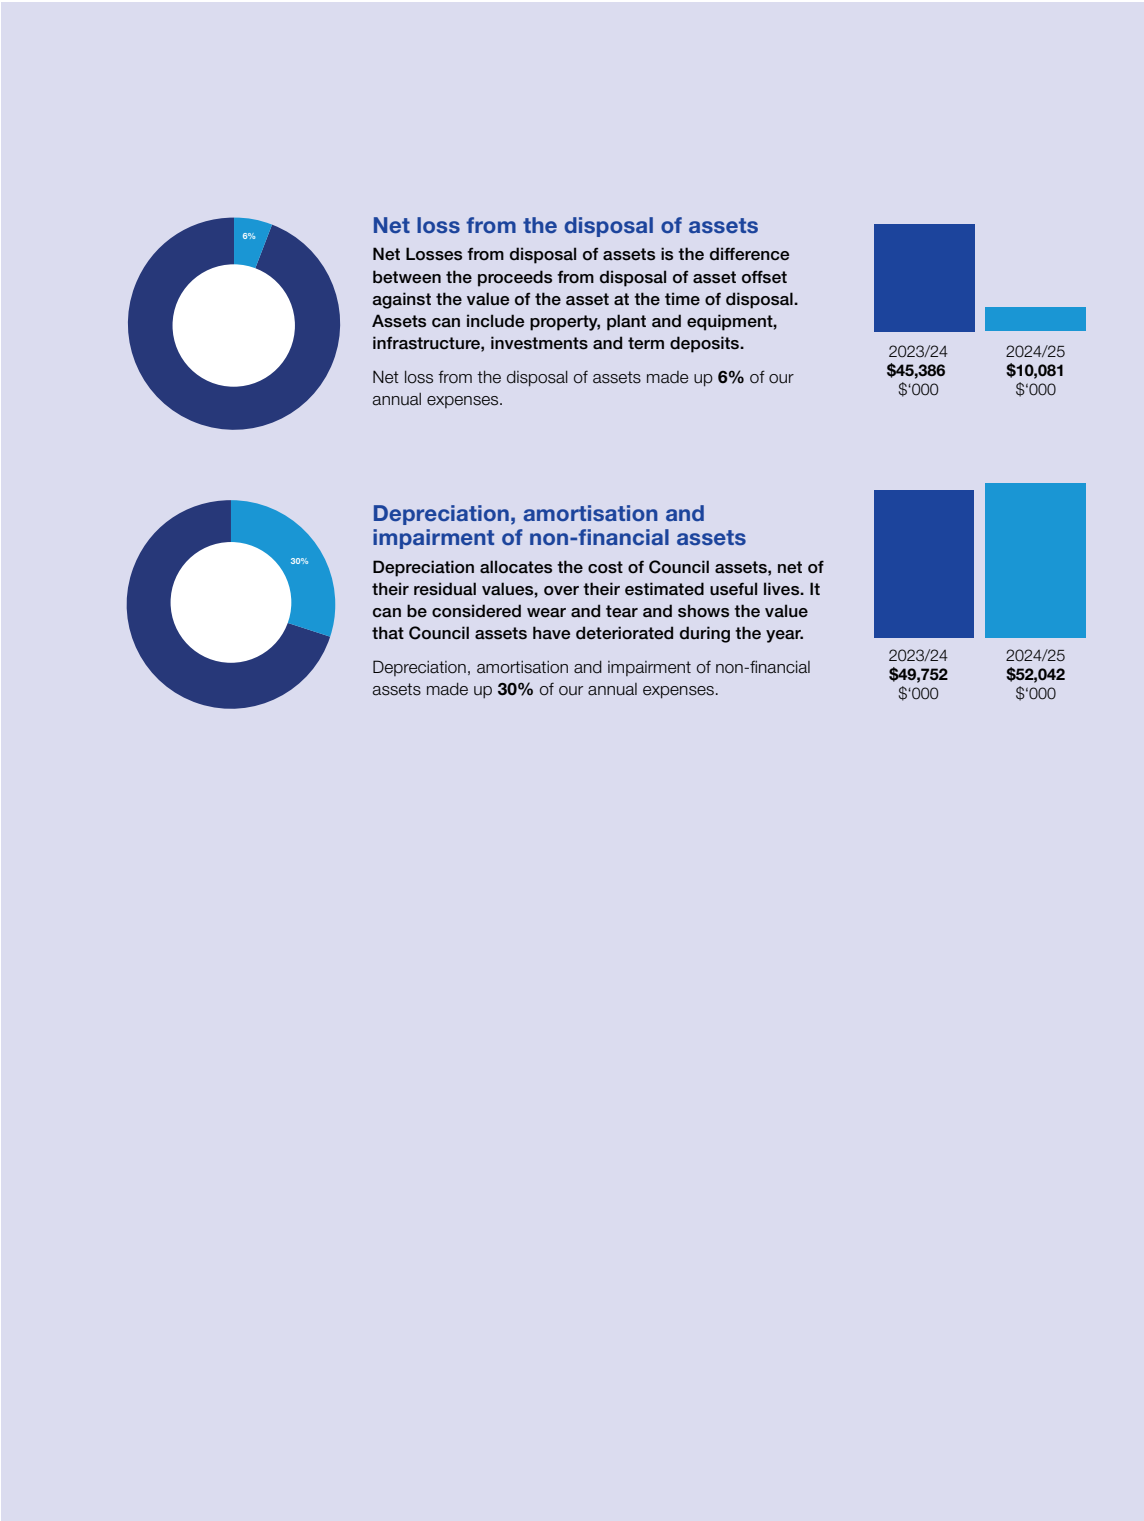 6%
Net loss from the disposal of assets
Net Losses from disposal of assets is the difference
between the proceeds from disposal of asset offset
against the value of the asset at the time of disposal.
Assets can include property, plant and equipment,
infrastructure, investments and term deposits.
Net loss from the disposal of assets made up 6% of our
annual expenses.
2023/24
$45,386
$‘000
2024/25
$10,081
$‘000
30%
Depreciation, amortisation and
impairment of non-financial assets
Depreciation allocates the cost of Council assets, net of
their residual values, over their estimated useful lives. It
can be considered wear and tear and shows the value
that Council assets have deteriorated during the year.
Depreciation, amortisation and impairment of non-financial
assets made up 30% of our annual expenses.
2023/24
$49,752
$‘000
2024/25
$52,042
$‘000